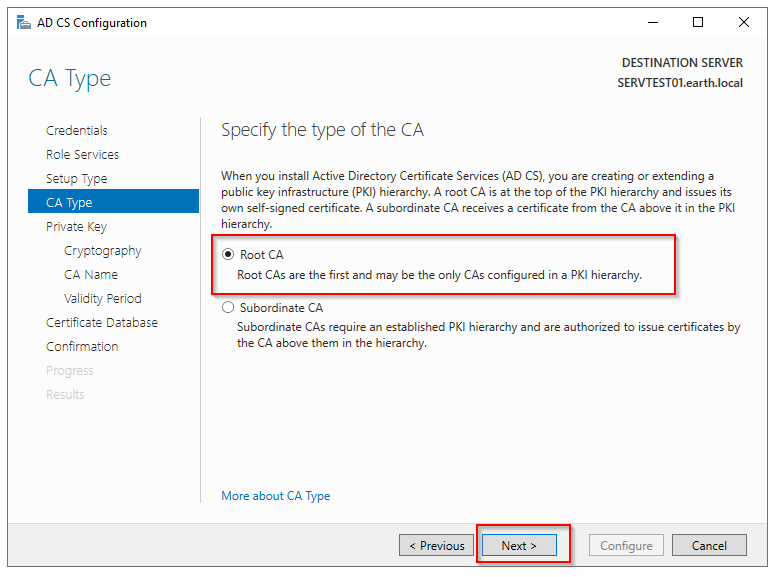 AD CS Configuration
CA Type
DESTINATION SERVER
SERVTEST01.earth.local
Credentials
Role Services
Setup Type
CA Type
Private Key
Cryptography
CA Name
Validity Period
Certificate Database
Confirmation
Progress
Results
Specify the type of the CA
When you install Active Directory Certificate Services (AD CS), you are creating or extending a
public key infrastructure (PKI) hierarchy. A root CA is at the top of the PKI hierarchy and issues its
own self-signed certificate. A subordinate CA receives a certificate from the CA above it in the PKI
hierarchy.
Root CA
Root CAs are the first and may be the only CAs configured in a PKI hierarchy.
Subordinate CA
Subordinate CAs require an established PKI hierarchy and are authorized to issue certificates by
the CA above them in the hierarchy.
More about CA Type
< Previous
Next >
Configure
Cancel